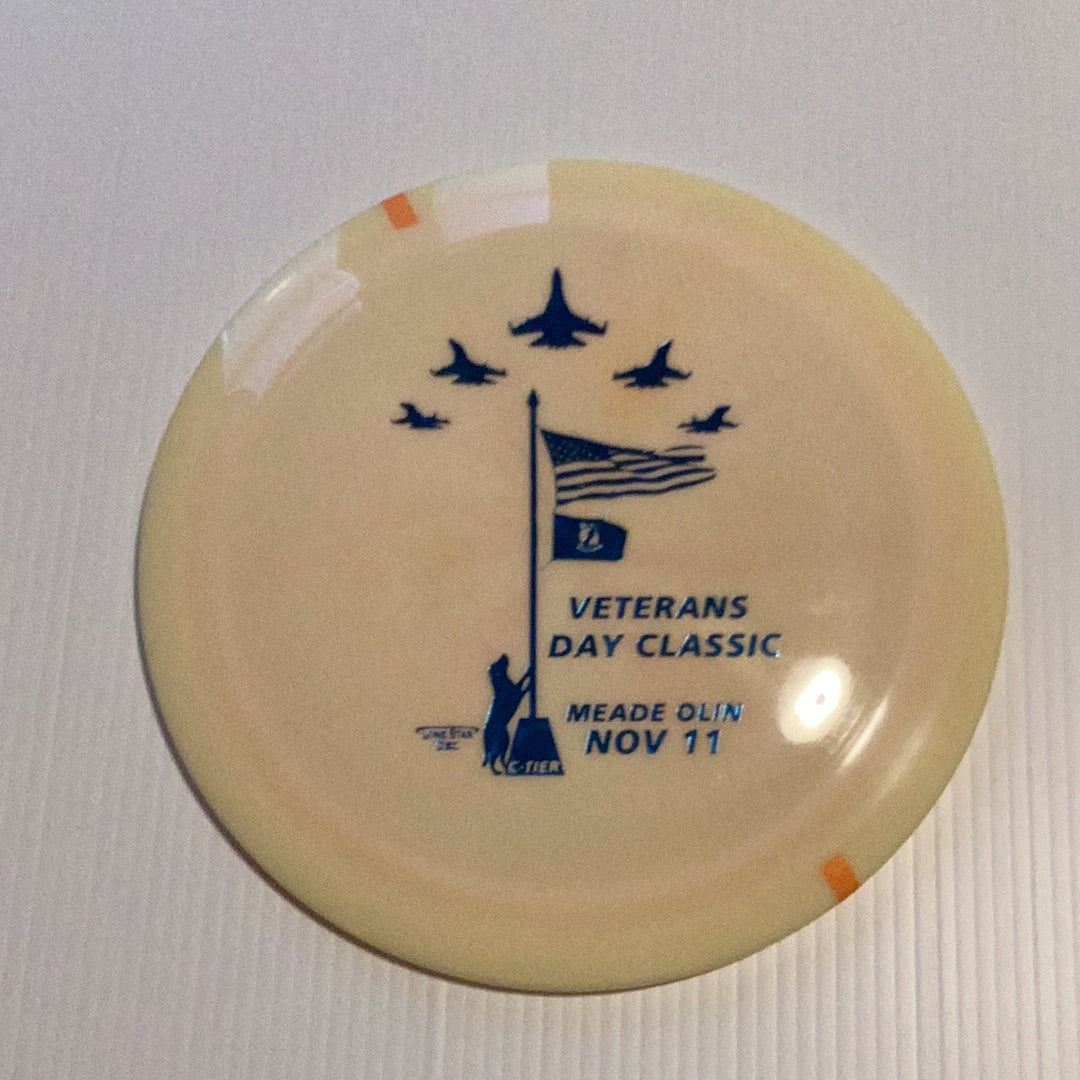 VETERANS
DAY CLASSIC
MEADE OLIN
NOV 11
LONE STAR
DISC
C-TIER